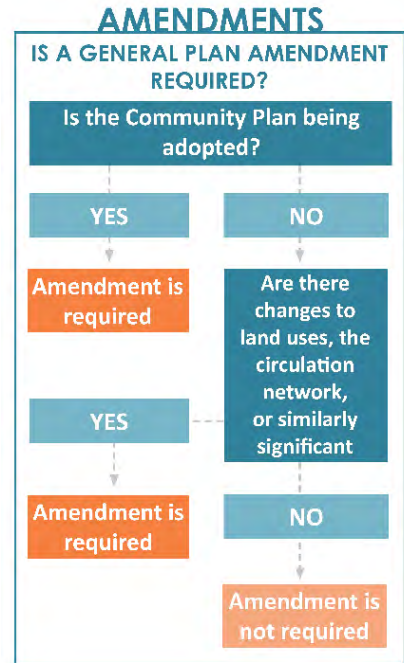 AMENDMENTS
IS A GENERAL PLAN AMENDMENT
REQUIRED?
Is the Community Plan being
adopted?
YES
NO
Amendment is
required
Are there
changes to
land uses, the
circulation
network,
or similarly
significant
YES
Amendment is
required
NO
Amendment is
not required